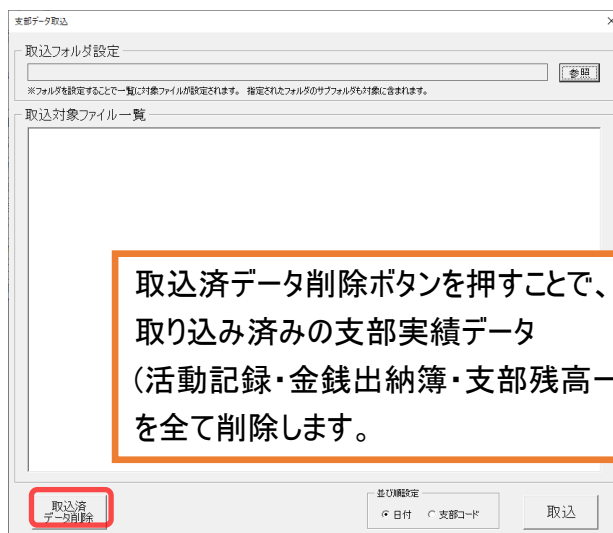 支部データ取込
取込フォルダ設定
参照
※フォルダを設定することで一覧に対象ファイルが設定されます。 指定されたフォルダのサブフォルダも対象に含まれます。
取込対象ファイル一覧
取込済データ削除ボタンを押すことで、
取り込み済みの支部実績データ
(活動記録・金銭出納簿・支部残高一
を全て削除します。
取込済
データ削除
並び順設定
日付
支部コード
取込